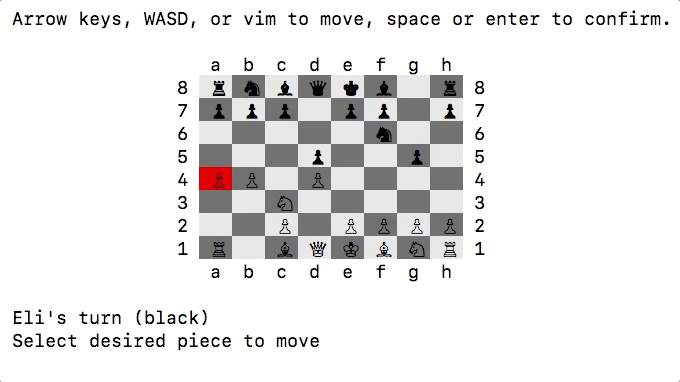 Arrow keys, WASD, or vim to move, space or enter to confirm.
a b c d e f g h
8 8
7 7
6 6
5 5
4 4
3 3
2 2
1 1
a b c d e f g h
Eli's turn (black)
Select desired piece to move